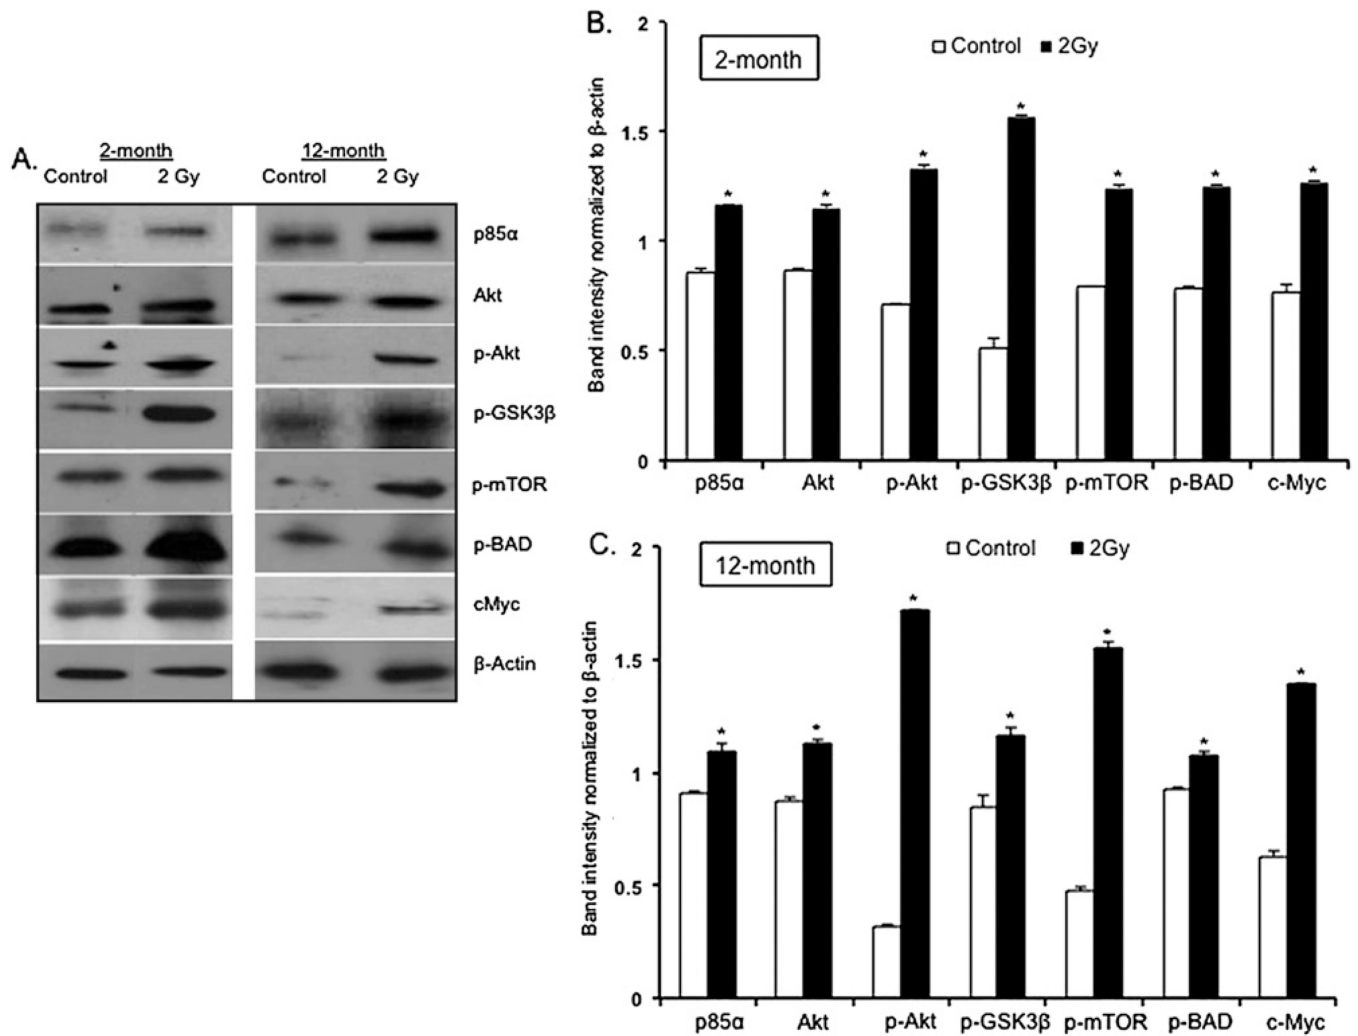 A.
2-month 12-month
Control 2 Gy Control 2 Gy
p85α
Akt
p-Akt
p-GSK3β
p-mTOR
p-BAD
cMyc
β-Actin
B.
2-month
Control 2Gy
Band intensity normalized to β-actin
2
1.5
1
0.5
0
* * * * * * *
p85α Akt p-Akt p-GSK3β p-mTOR p-BAD c-Myc
C.
12-month
Control 2Gy
Band intensity normalized to β-actin
2
1.5
1
0.5
0
* * * * * * *
p85α Akt p-Akt p-GSK3β p-mTOR p-BAD c-Myc